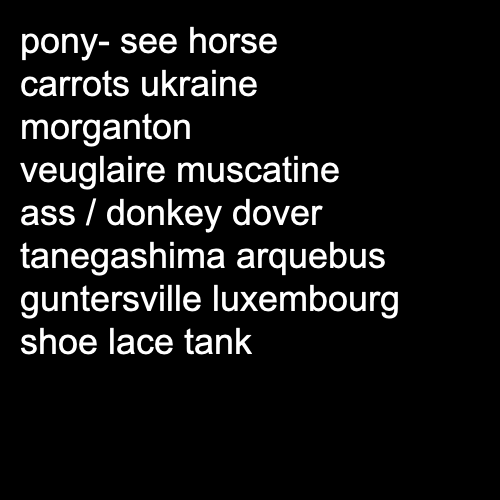 pony- see horse
carrots ukraine
morganton
veuglaire muscatine
ass / donkey dover
tanegashima arquebus
guntersville luxembourg
shoe lace tank